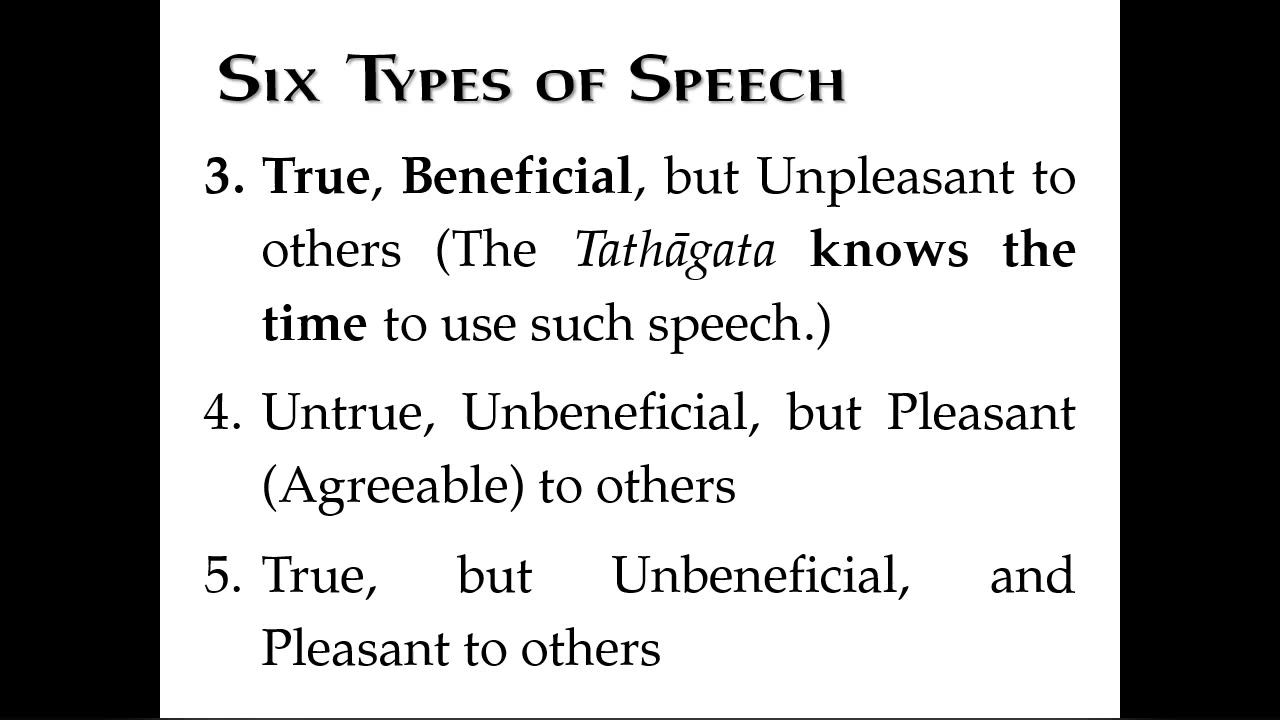 Six Types of Speech
3. True, Beneficial, but Unpleasant to
others (The Tathāgata knows the
time to use such speech.)
4. Untrue, Unbeneficial, but Pleasant
(Agreeable) to others
5. True, but Unbeneficial, and
Pleasant to others